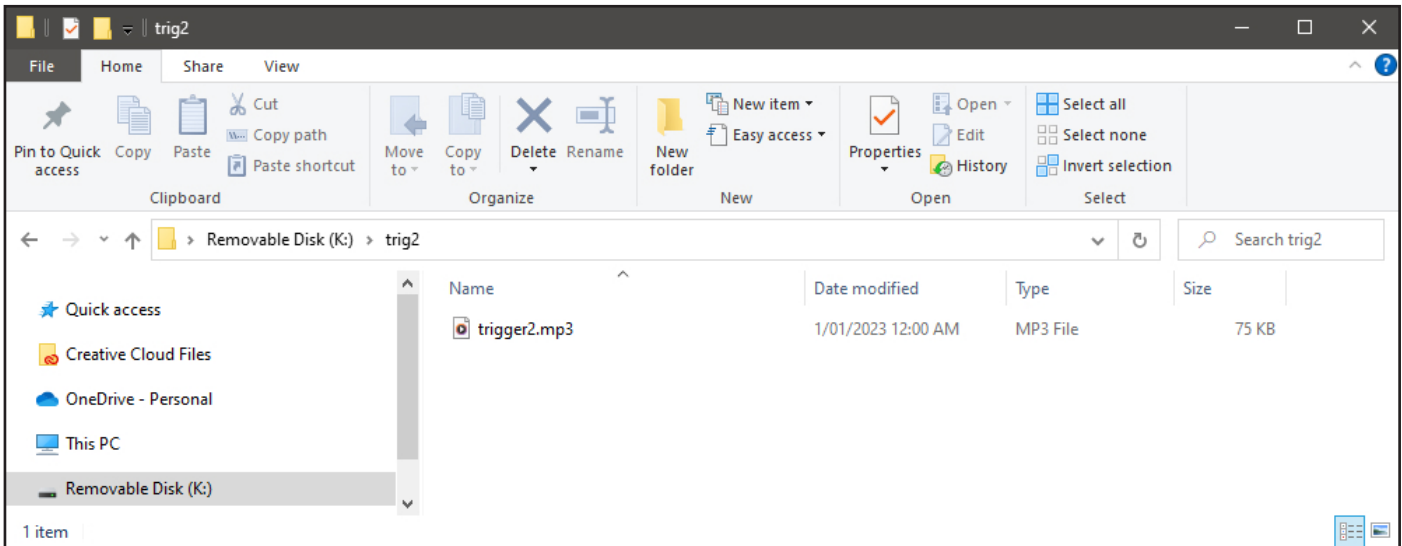 trig2
File Home Share View
Pin to Quick access
Copy
Paste
Cut
Copy path
Paste shortcut
Clipboard
Move to
Copy to
Delete
Rename
Organize
New folder
New item
Easy access
New
Properties
Open
Edit
History
Open
Select all
Select none
Invert selection
Select
Removable Disk (K:) trig2
Search trig2
Quick access
Creative Cloud Files
OneDrive - Personal
This PC
Removable Disk (K:)
Name Date modified Type Size
trigger2.mp3 1/01/2023 12:00 AM MP3 File 75 KB
1 item